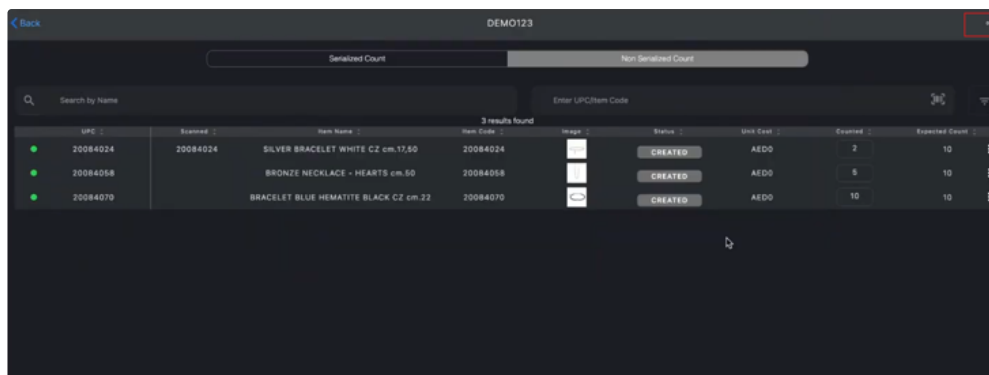 Back DEMO123
Serialized Count Non Serialized Count
Search by Name Enter UPC/Item Code
3 results found
UPC Scanned Item Name Item Code Image Status Unit Cost Counted Expected Count
20084024 20084024 SILVER BRACELET WHITE CZ cm.17,50 20084024 CREATED AED0 2 10
20084058 BRONZE NECKLACE - HEARTS cm.50 20084058 CREATED AED0 5 10
20084070 BRACELET BLUE HEMATITE BLACK CZ cm.22 20084070 CREATED AED0 10 10